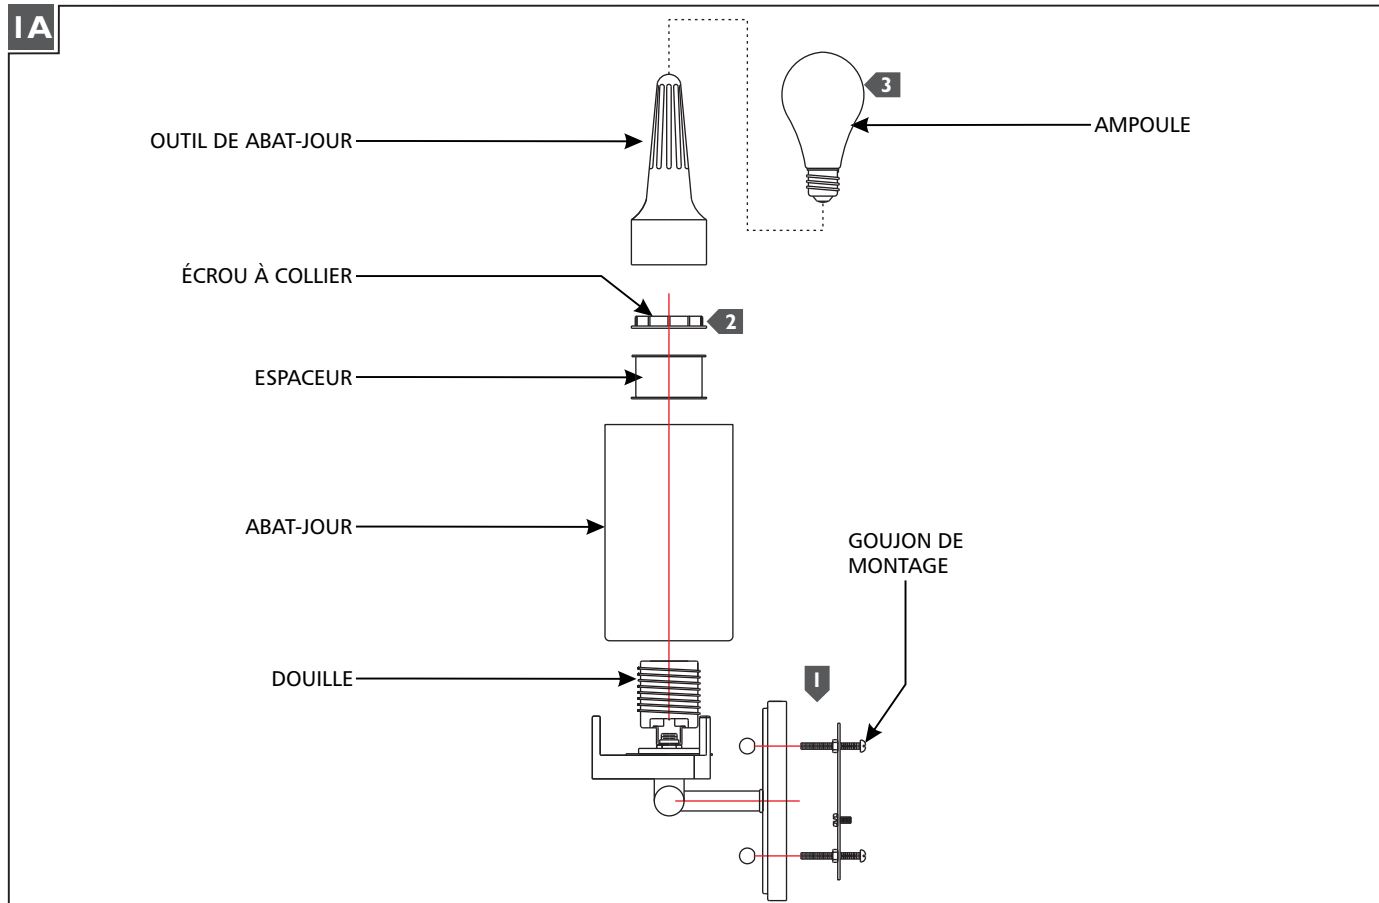 1A
3
OUTIL DE ABAT-JOUR
AMPOULE
ÉCROU À COLLIER
2
ESPACEUR
ABAT-JOUR
GOUJON DE
MONTAGE
DOUILLE
1